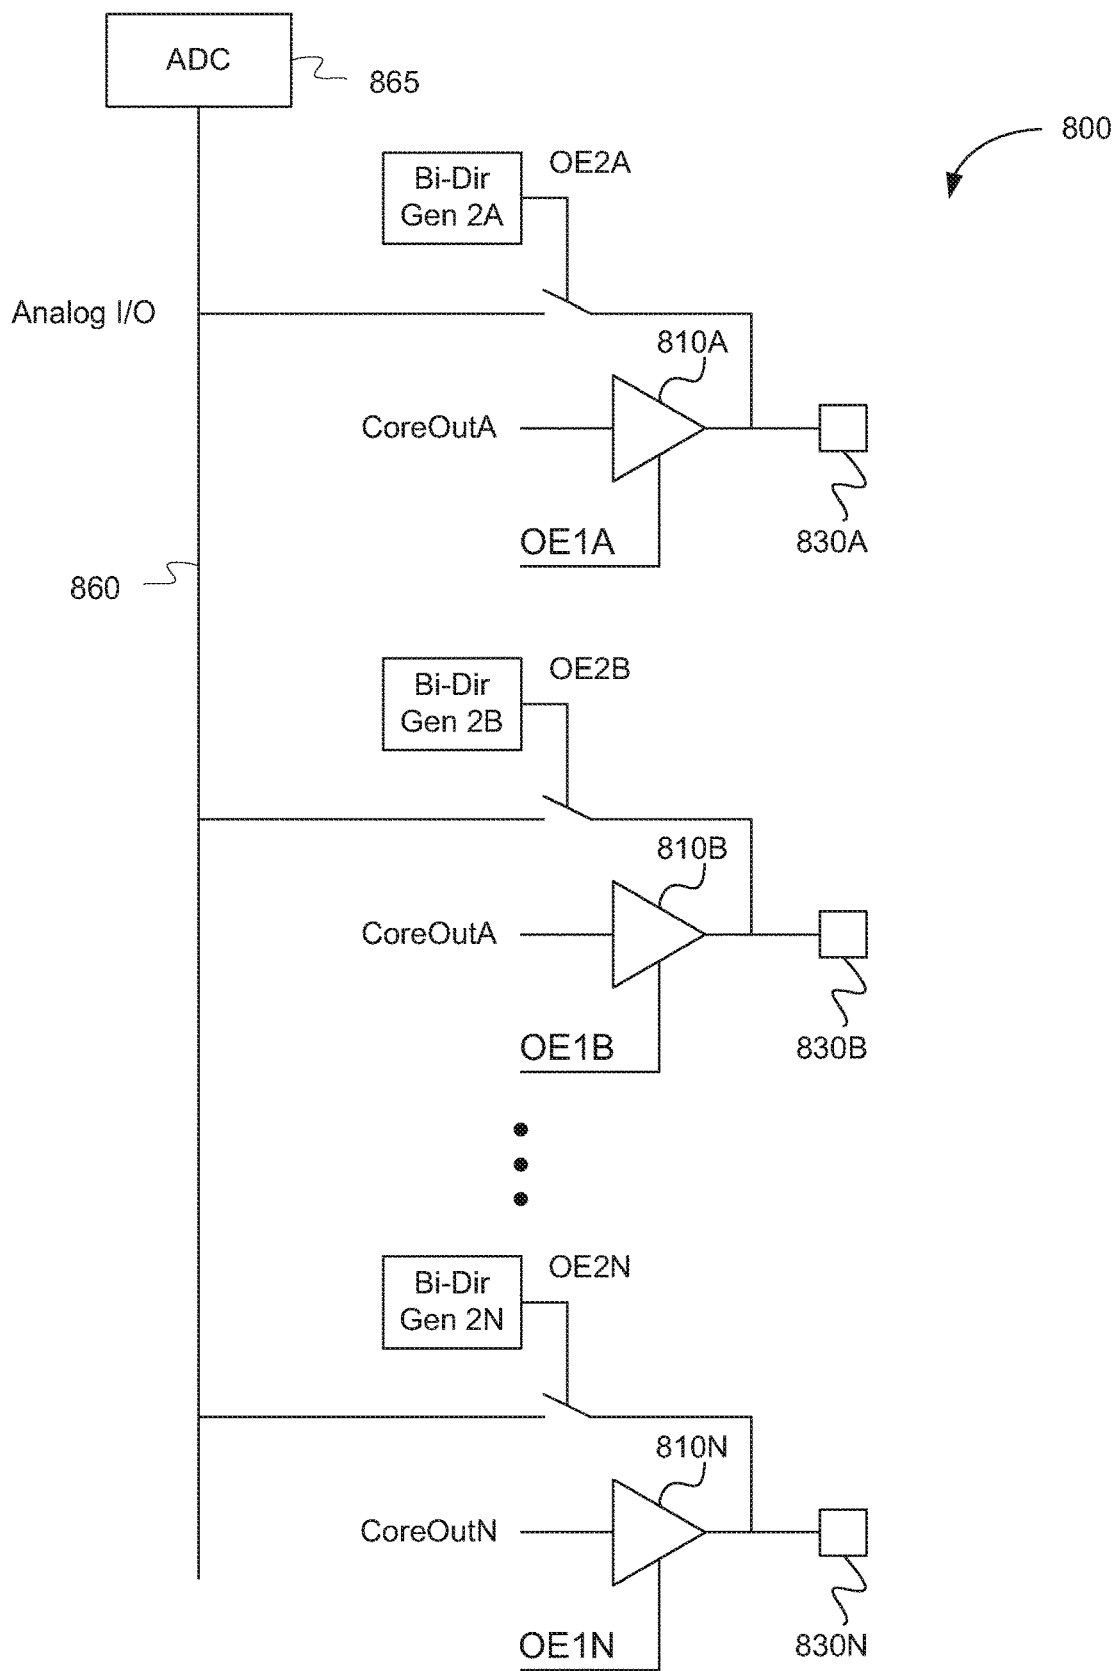 ADC
865
800
Bi-Dir
Gen 2A
OE2A
Analog I/O
810A
CoreOutA
OE1A
830A
860
Bi-Dir
Gen 2B
OE2B
810B
CoreOutA
OE1B
830B
Bi-Dir
Gen 2N
OE2N
810N
CoreOutN
OE1N
830N